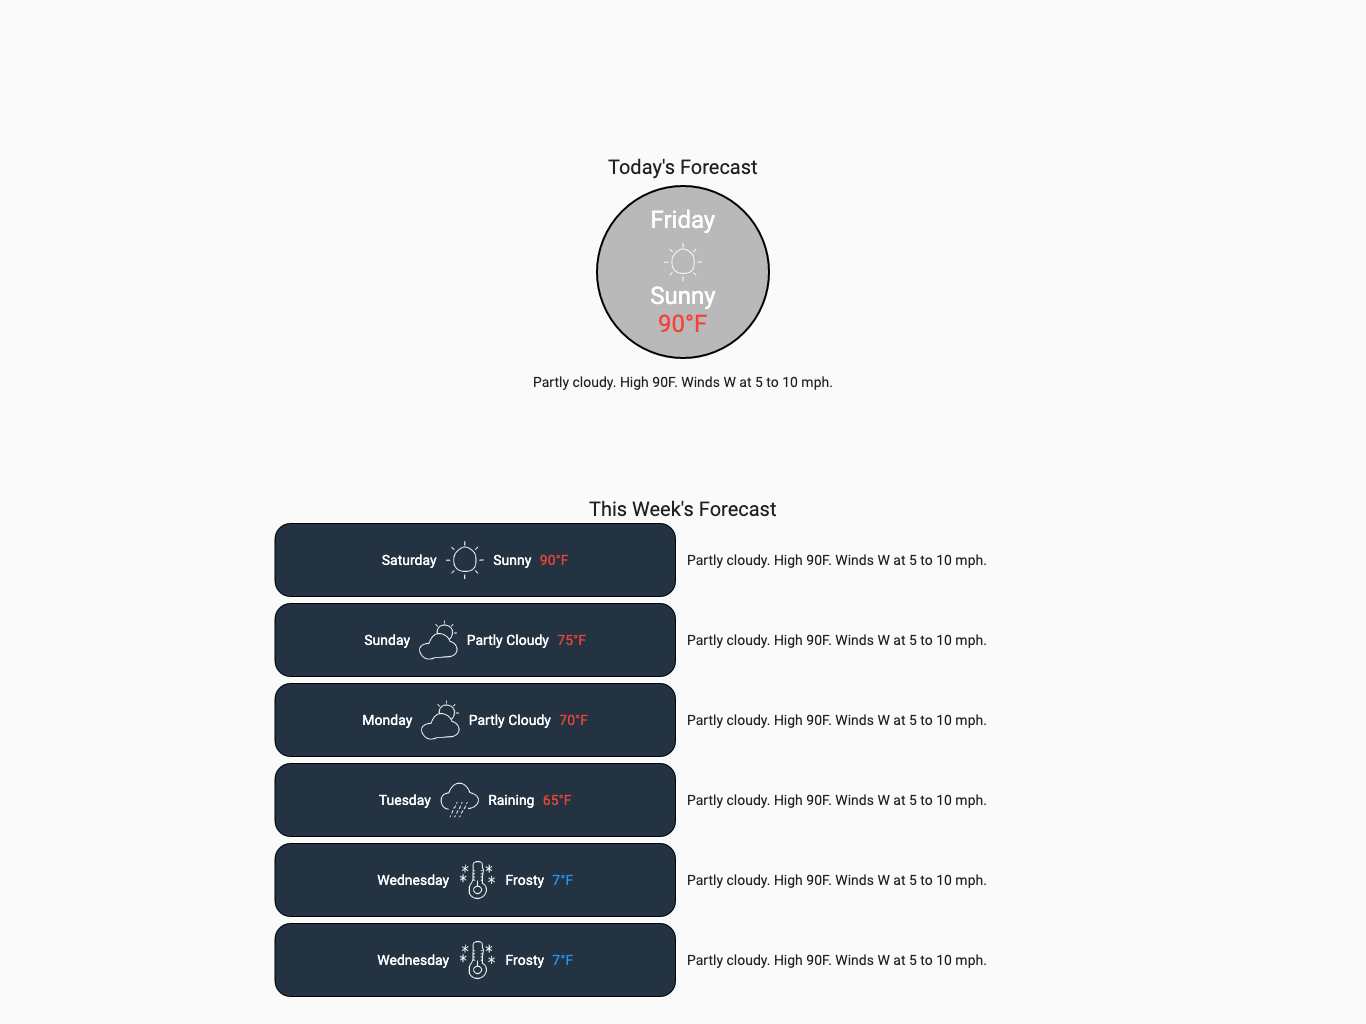 Today's Forecast
Friday
Sunny
90°F
Partly cloudy. High 90F. Winds W at 5 to 10 mph.
This Week's Forecast
Saturday Sunny 90°F Partly cloudy. High 90F. Winds W at 5 to 10 mph.
Sunday Partly Cloudy 75°F Partly cloudy. High 90F. Winds W at 5 to 10 mph.
Monday Partly Cloudy 70°F Partly cloudy. High 90F. Winds W at 5 to 10 mph.
Tuesday Raining 65°F Partly cloudy. High 90F. Winds W at 5 to 10 mph.
Wednesday Frosty 7°F Partly cloudy. High 90F. Winds W at 5 to 10 mph.
Wednesday Frosty 7°F Partly cloudy. High 90F. Winds W at 5 to 10 mph.